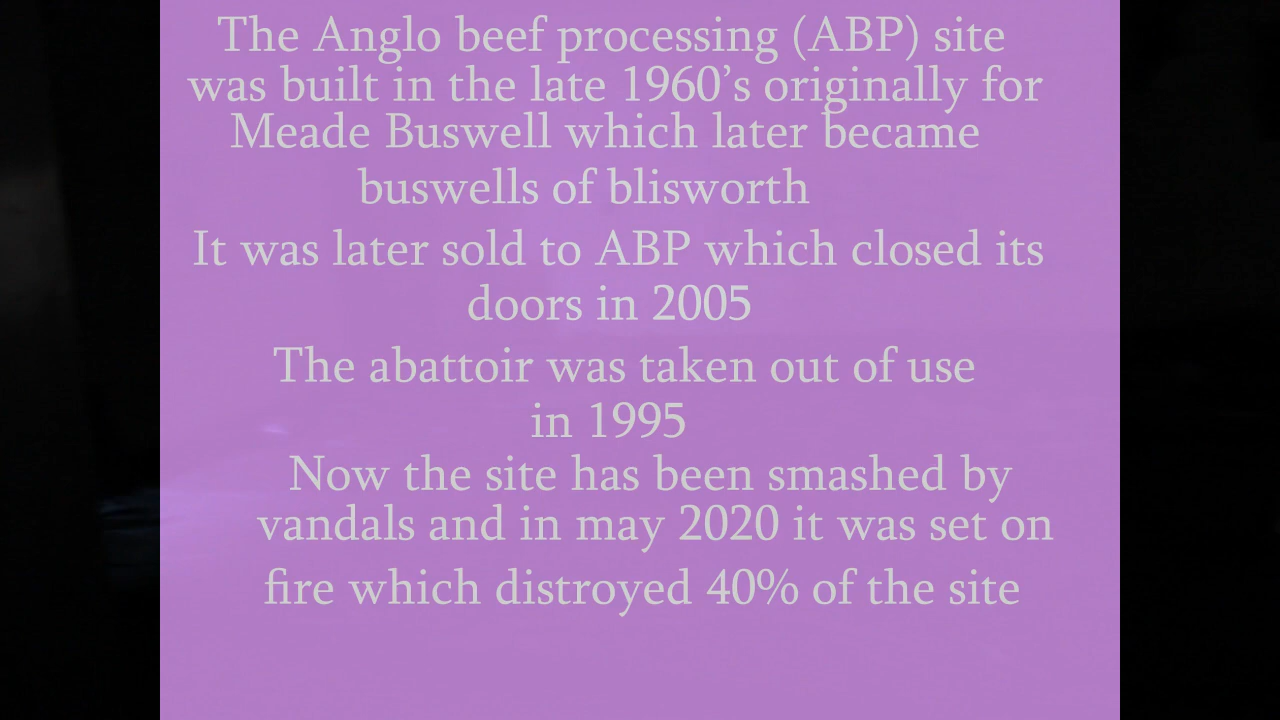 The Anglo beef processing (ABP) site
was built in the late 1960’s originally for
Meade Buswell which later became
buswells of blisworth
It was later sold to ABP which closed its
doors in 2005
The abattoir was taken out of use
in 1995
Now the site has been smashed by
vandals and in may 2020 it was set on
fire which distroyed 40% of the site